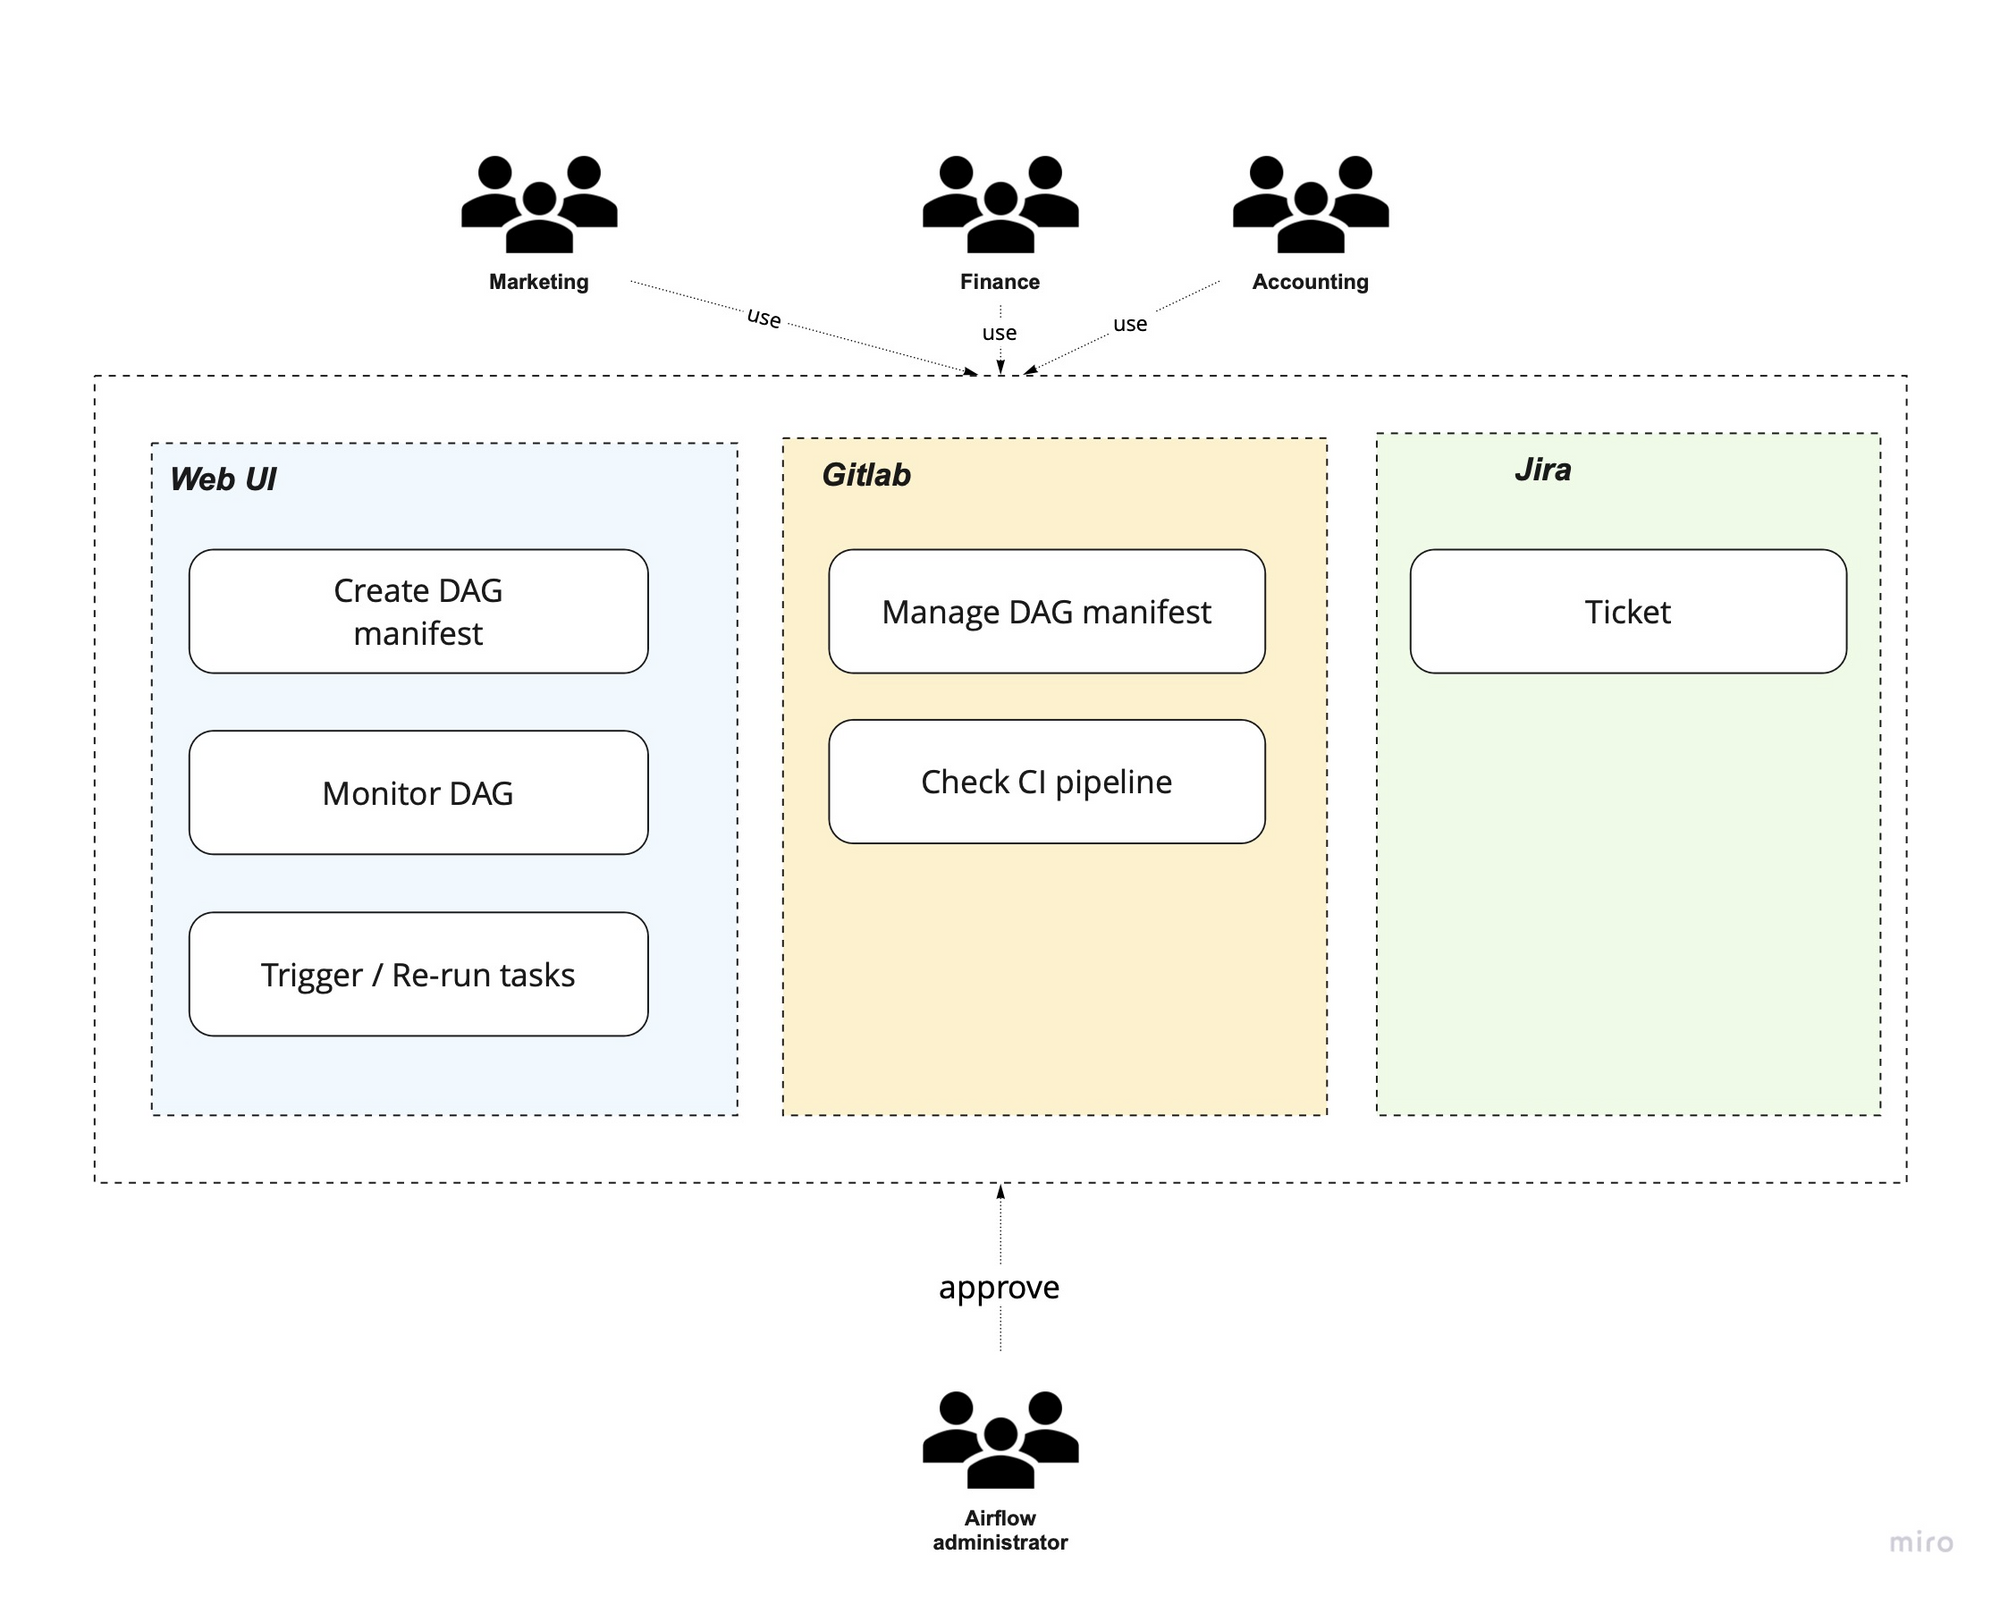 Marketing
Finance
Accounting
use
use
use
Web UI
Gitlab
Jira
Create DAG
manifest
Manage DAG manifest
Ticket
Monitor DAG
Check CI pipeline
Trigger / Re-run tasks
approve
Airflow
administrator
miro